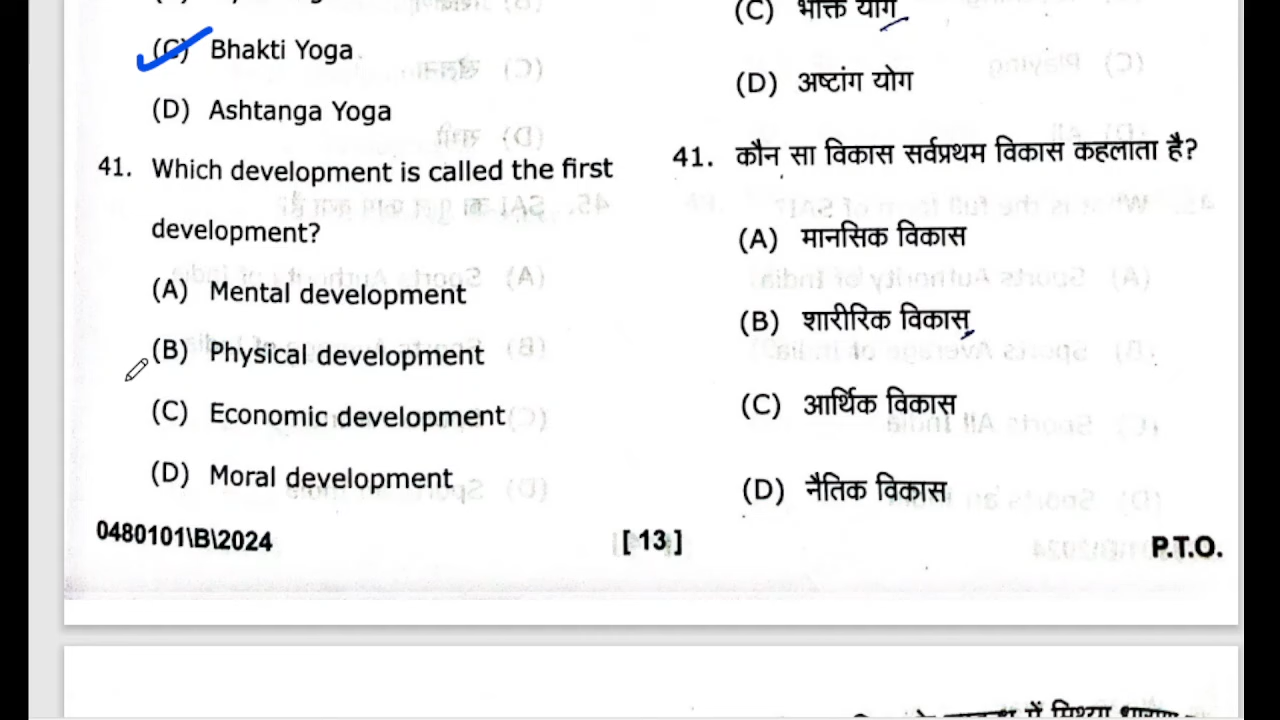 (C) Bhakti Yoga
(D) Ashtanga Yoga
41. Which development is called the first
development?
(A) Mental development
(B) Physical development
(C) Economic development
(D) Moral development
(C) भक्ति योग
(D) अष्टांग योग
41. कौन सा विकास सर्वप्रथम विकास कहलाता है?
(A) मानसिक विकास
(B) शारीरिक विकास
(C) आर्थिक विकास
(D) नैतिक विकास
0480101\B\2024
[ 13 ]
P.T.O.
में मिथ्या